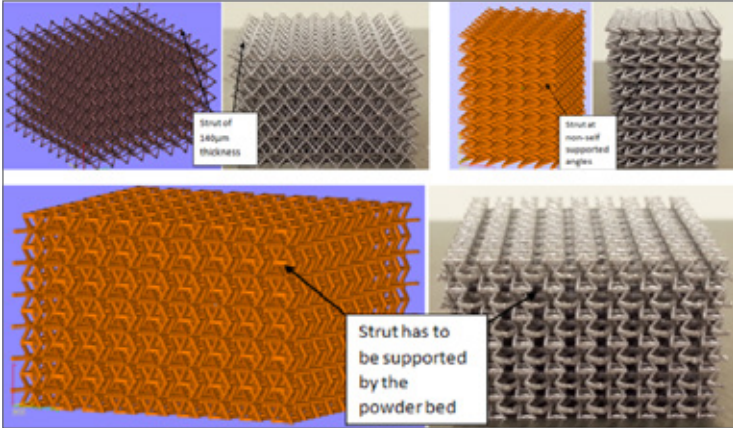 Strut of
140µm
thickness
Strut at
non-self
supported
angles
Strut has to
be supported
by the
powder bed